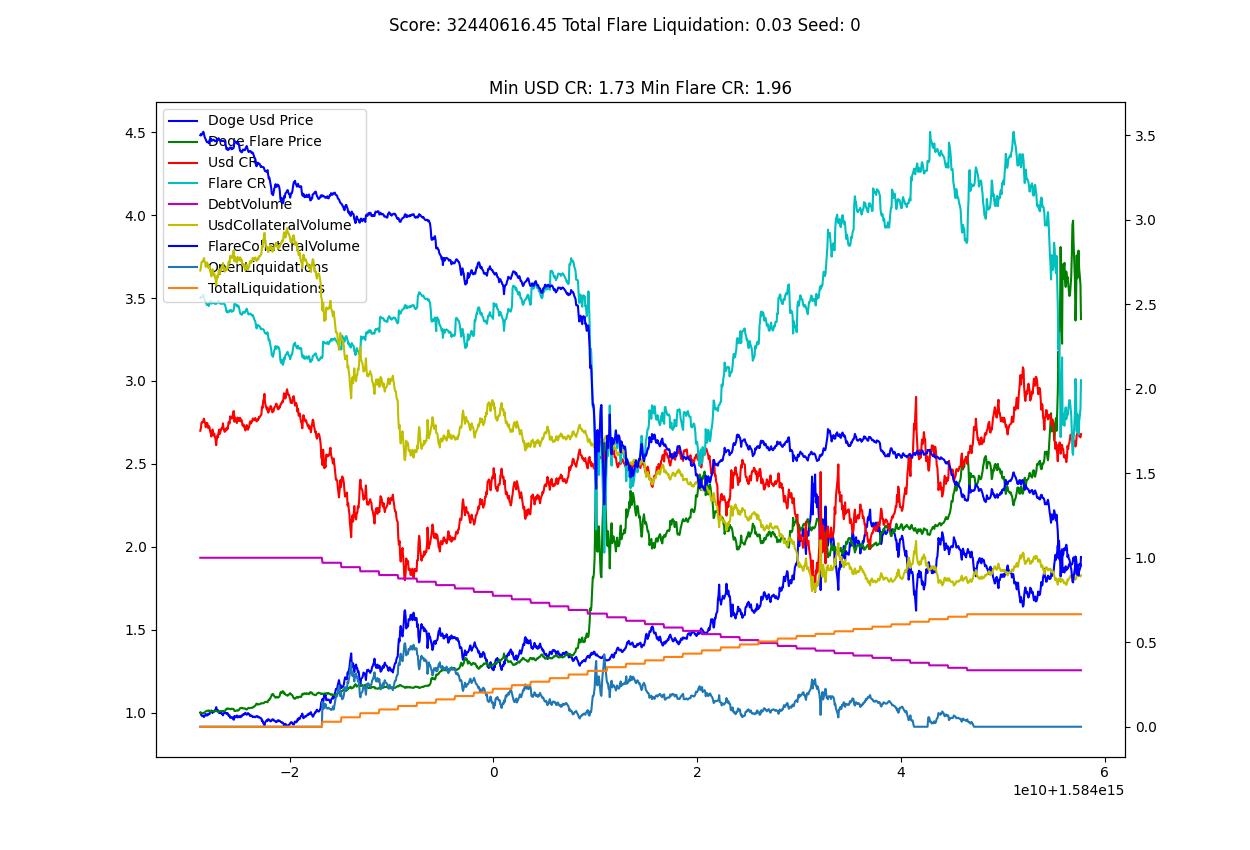 Score: 32440616.45 Total Flare Liquidation: 0.03 Seed: 0
Min USD CR: 1.73 Min Flare CR: 1.96
Doge Usd Price
Doge Flare Price
Usd CR
Flare CR
DebtVolume
UsdCollateralVolume
FlareCollateralVolume
OpenLiquidations
TotalLiquidations
4.5
4.0
3.5
3.0
2.5
2.0
1.5
1.0
3.5
3.0
2.5
2.0
1.5
1.0
0.5
0.0
−2 0 2 4 6
1e10+1.584e15